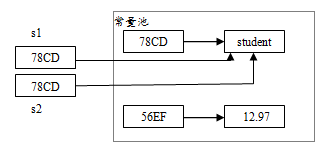 常量池
s1
78CD
student
78CD
78CD
s2
56EF
12.97